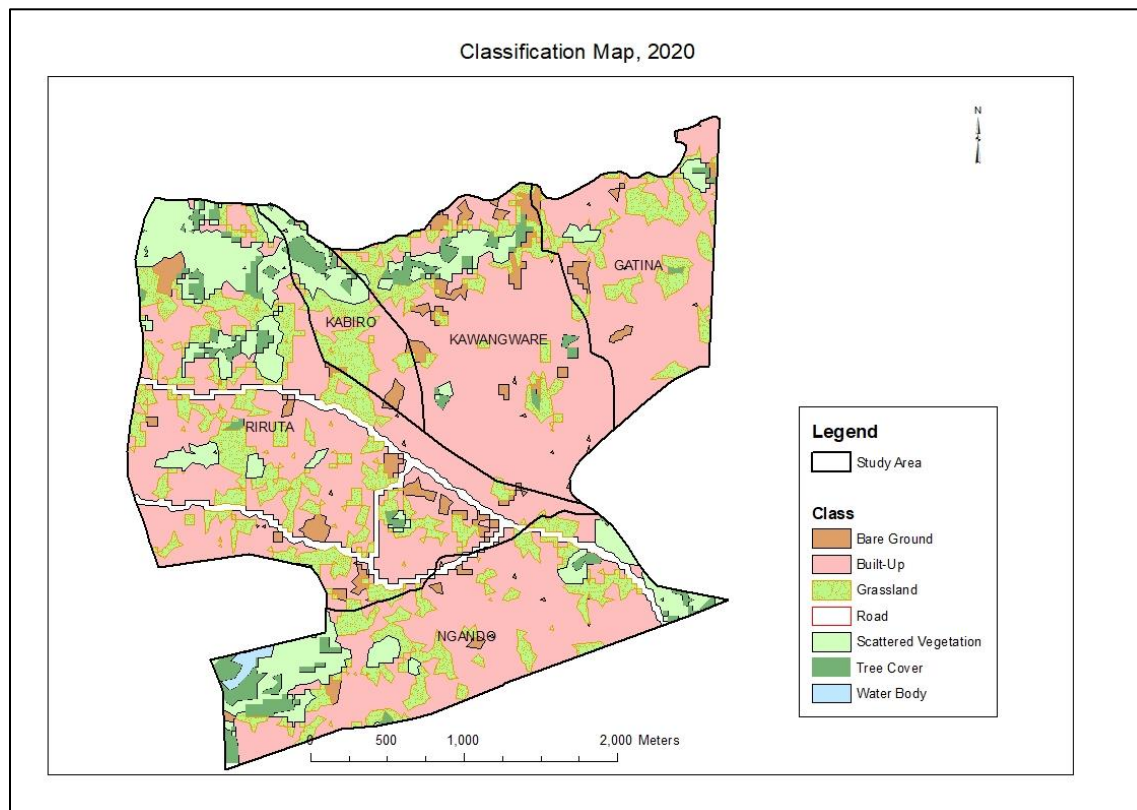 Classification Map, 2020
N
GATINA
KABIRO
KAWANGWARE
RIRUTA
NGANDO
Legend
Study Area
Class
Bare Ground
Built-Up
Grassland
Road
Scattered Vegetation
Tree Cover
Water Body
0 500 1,000 2,000 Meters